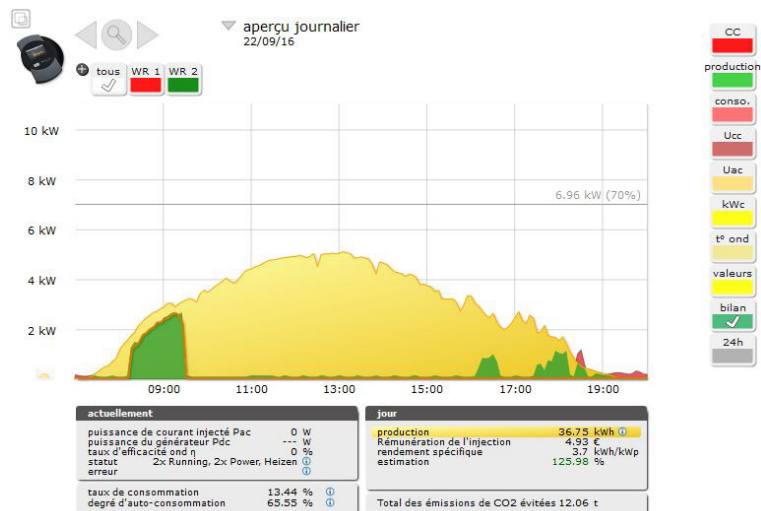 aperçu journalier
22/09/16
tous WR 1 WR 2
CC
production
conso.
Ucc
Uac
kWc
t° ond
valeurs
bilan
24h
10 kW
8 kW
6.96 kW (70%)
6 kW
4 kW
2 kW
09:00 11:00 13:00 15:00 17:00 19:00
actuellement
puissance de courant injecté Pac 0 W
puissance du générateur Pdc --- W
taux d'efficacité ond η 0 %
statut 2x Running, 2x Power, Heizen
erreur
taux de consommation 13.44 %
degré d'auto-consommation 65.55 %
jour
production 36.75 kWh
Rémunération de l'injection 4.93 €
rendement spécifique 3.7 kWh/kWp
estimation 125.98 %
Total des émissions de CO2 évitées 12.06 t